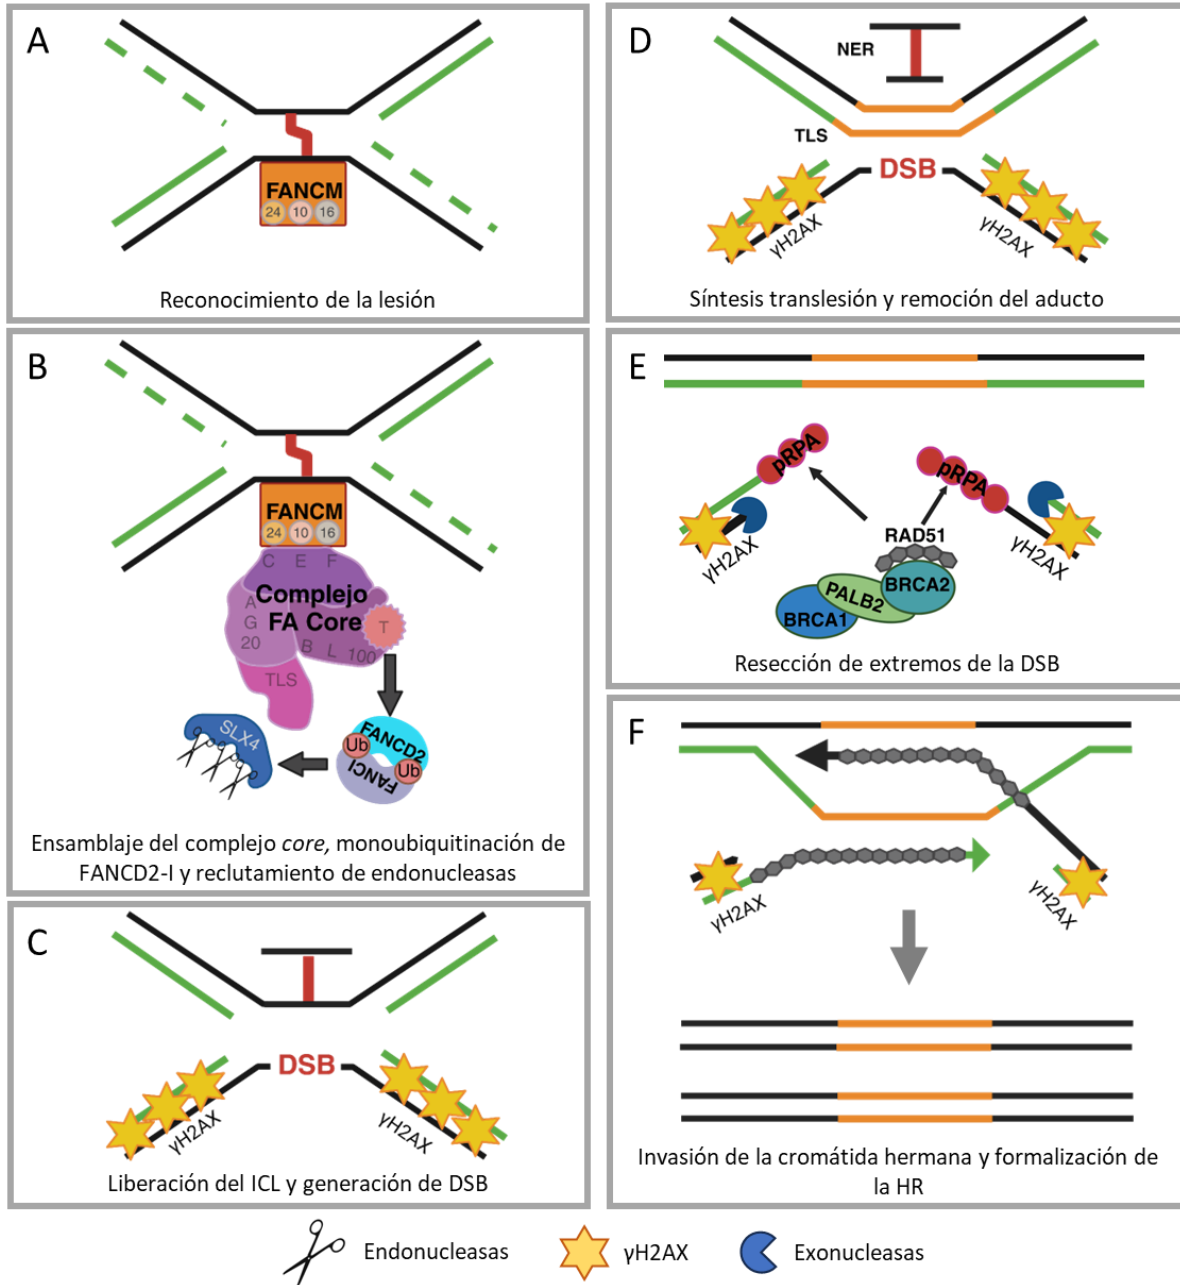 A
FANCM
24 10 16
Reconocimiento de la lesión
B
FANCM
24 10 16
C E F
Complejo
FA Core
A
G
20
B L 100
T
TLS
SLX4
FANCD2
Ub
FANCI
Ub
Ensamblaje del complejo core, monoubiquitinación de
FANCD2-I y reclutamiento de endonucleasas
C
DSB
γH2AX
γH2AX
Liberación del ICL y generación de DSB
D
NER
TLS
DSB
γH2AX
γH2AX
Síntesis translesión y remoción del aducto
E
pRPA
pRPA
RAD51
γH2AX
γH2AX
BRCA2
PALB2
BRCA1
Resección de extremos de la DSB
F
γH2AX
γH2AX
Invasión de la cromátida hermana y formalización de
la HR
Endonucleasas
γH2AX
Exonucleasas